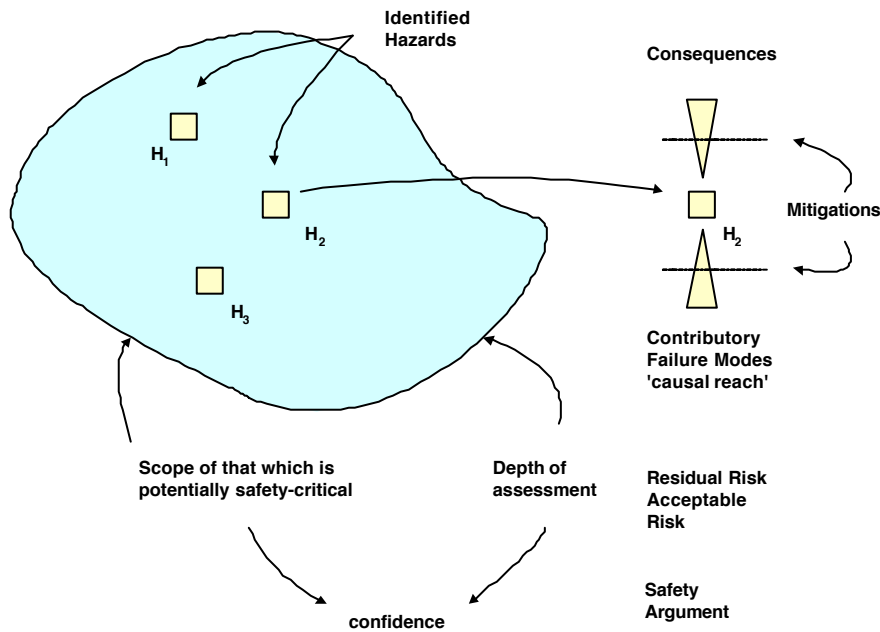 Identified
Hazards
Consequences
H1
H2
H2
Mitigations
H3
Contributory
Failure Modes
'causal reach'
Scope of that which is
potentially safety-critical
Depth of
assessment
Residual Risk
Acceptable
Risk
confidence
Safety
Argument